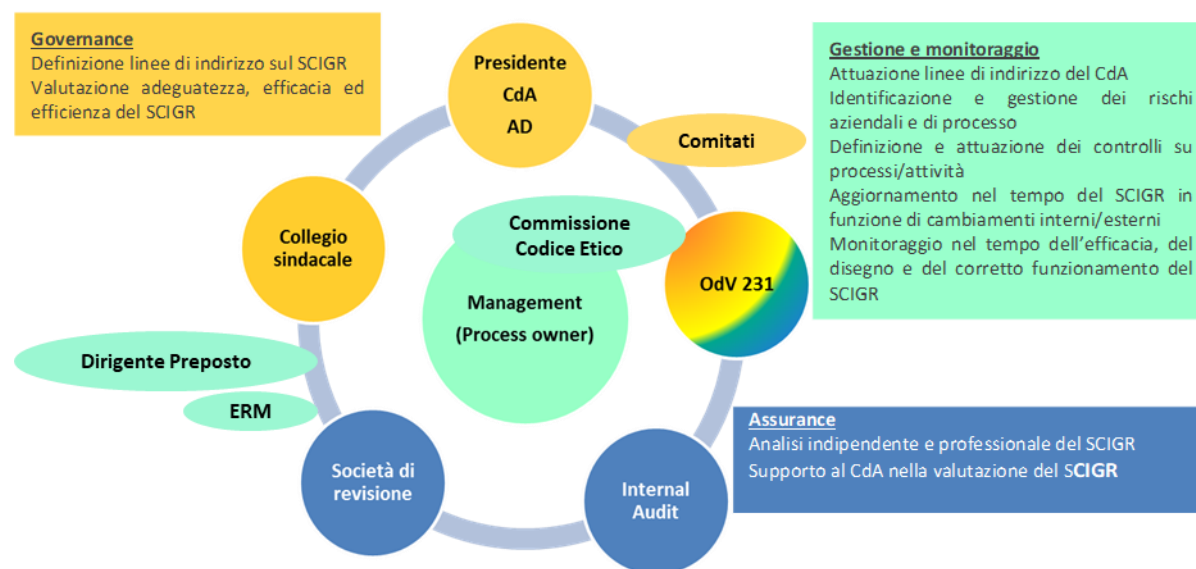 Governance
Definizione linee di indirizzo sul SCIGR
Valutazione adeguatezza, efficacia ed
efficienza del SCIGR
Presidente
CdA
AD
Comitati
Gestione e monitoraggio
Attuazione linee di indirizzo del CdA
Identificazione e gestione dei rischi
aziendali e di processo
Definizione e attuazione dei controlli su
processi/attività
Aggiornamento nel tempo del SCIGR in
funzione di cambiamenti interni/esterni
Monitoraggio nel tempo dell'efficacia, del
disegno e del corretto funzionamento del
SCIGR
Collegio
sindacale
Commissione
Codice Etico
OdV 231
Management
(Process owner)
Dirigente Preposto
ERM
Società di
revisione
Internal
Audit
Assurance
Analisi indipendente e professionale del SCIGR
Supporto al CdA nella valutazione del SCIGR